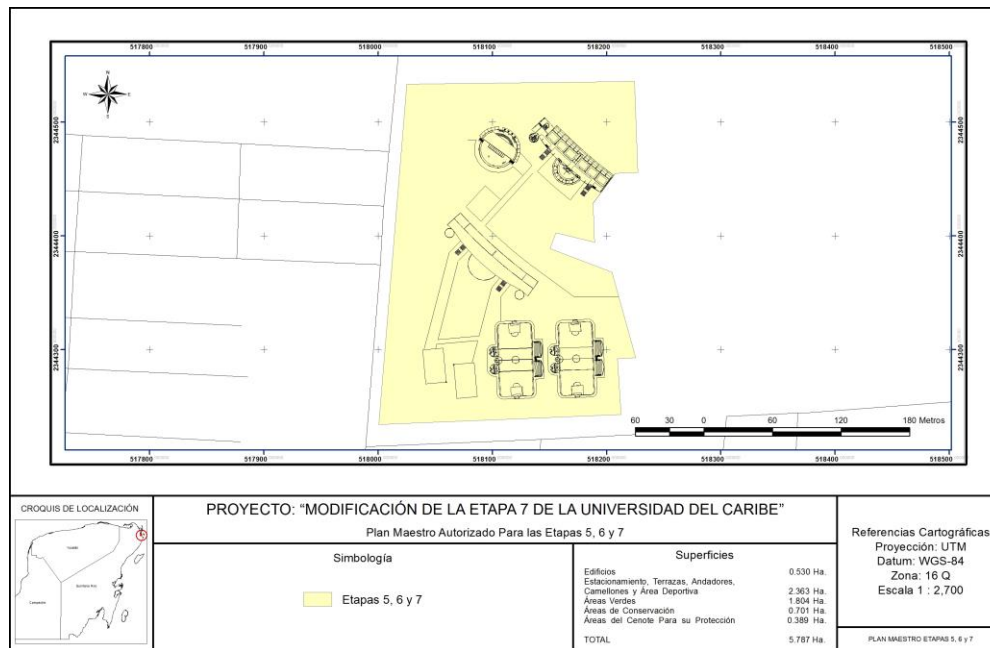 517800 517900 518000 518100 518200 518300 518400 518500
N
W E
S
2344500 2344500
2344400 2344400
2344300 2344300
60 30 0 60 120 180 Metros
517800 517900 518000 518100 518200 518300 518400 518500
CROQUIS DE LOCALIZACIÓN
PROYECTO: “MODIFICACIÓN DE LA ETAPA 7 DE LA UNIVERSIDAD DEL CARIBE”
Plan Maestro Autorizado Para las Etapas 5, 6 y 7
Simbología
Etapas 5, 6 y 7
Superficies
Edificios 0.530 Ha.
Estacionamiento, Terrazas, Andadores,
Camellones y Área Deportiva 2.363 Ha.
Áreas Verdes 1.804 Ha.
Áreas de Conservación 0.701 Ha.
Áreas del Cenote Para su Protección 0.389 Ha.
TOTAL 5.787 Ha.
Referencias Cartográficas
Proyección: UTM
Datum: WGS-84
Zona: 16 Q
Escala 1 : 2,700
PLAN MAESTRO ETAPAS 5, 6 y 7